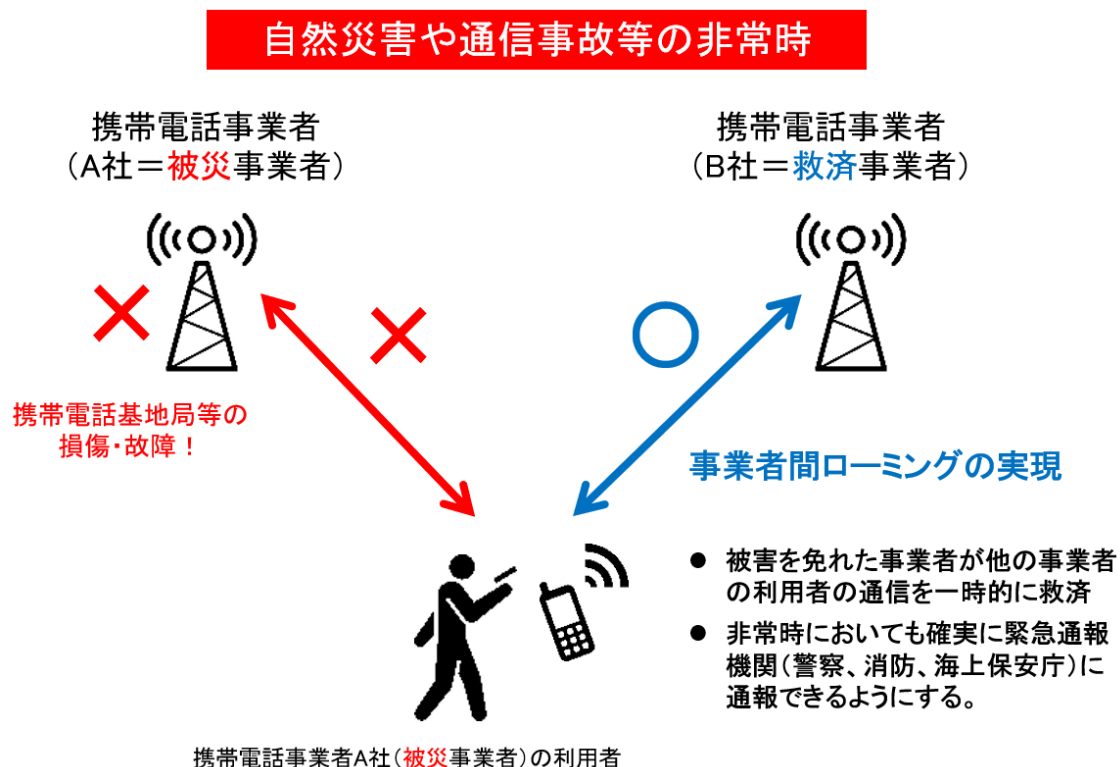 自然災害や通信事故等の非常時
携帯電話事業者
(A社=被災事業者)
携帯電話事業者
(B社=救済事業者)
携帯電話基地局等の
損傷・故障!
事業者間ローミングの実現
● 被害を免れた事業者が他の事業者
の利用者の通信を一時的に救済
● 非常時においても確実に緊急通報
機関(警察、消防、海上保安庁)に
通報できるようにする。
携帯電話事業者A社(被災事業者)の利用者